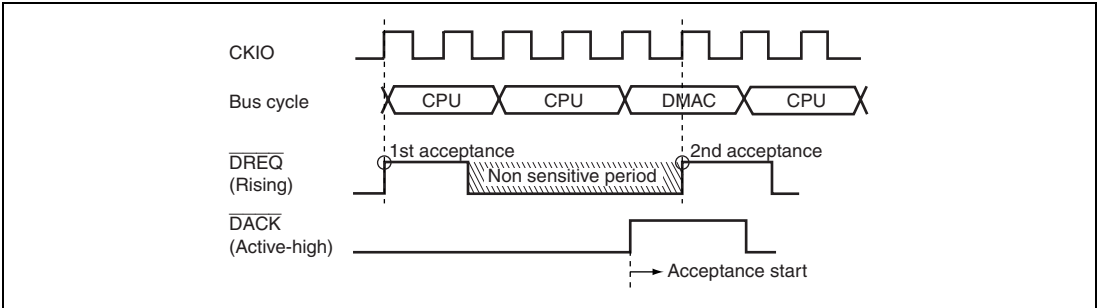 CKIO
Bus cycle CPU CPU DMAC CPU
DREQ 1st acceptance 2nd acceptance
(Rising) Non sensitive period
DACK
(Active-high)
Acceptance start